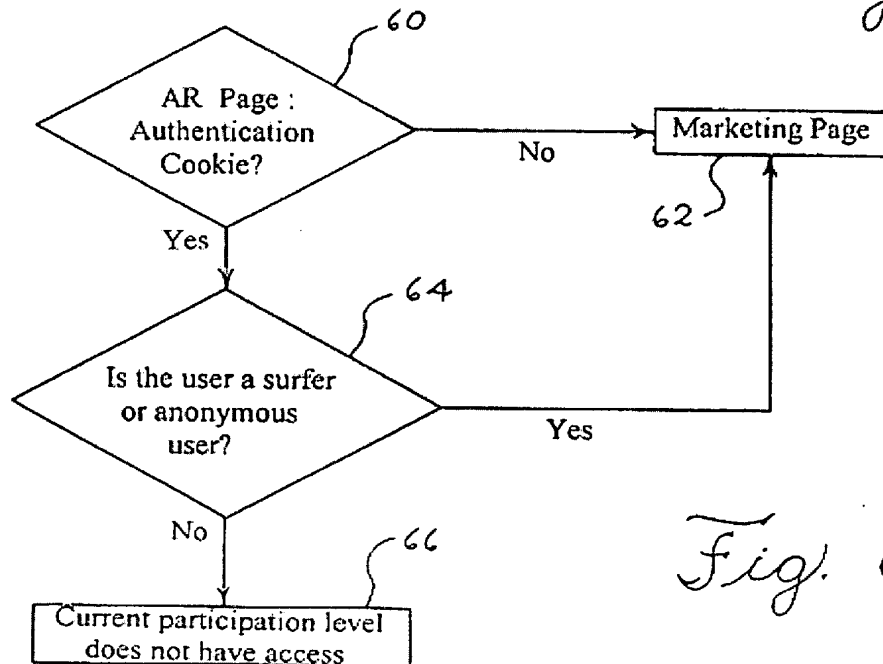 60
AR Page :
Authentication
Cookie?
No
Marketing Page
62
Yes
64
Is the user a surfer
or anonymous
user?
Yes
No
66
Fig.
Current participation level
does not have access